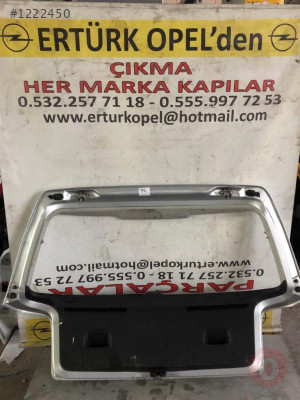 #1222450
ERTÜRK OPEL'den
ÇIKMA
HER MARKA KAPILAR
0.532.257 71 18 - 0.555.997 72 53
www.erturkopel@hotmail.com
www.erturkopel@hotmail.com
0.532.257 71 18 - 0.555.997 72 53
PARÇALAR